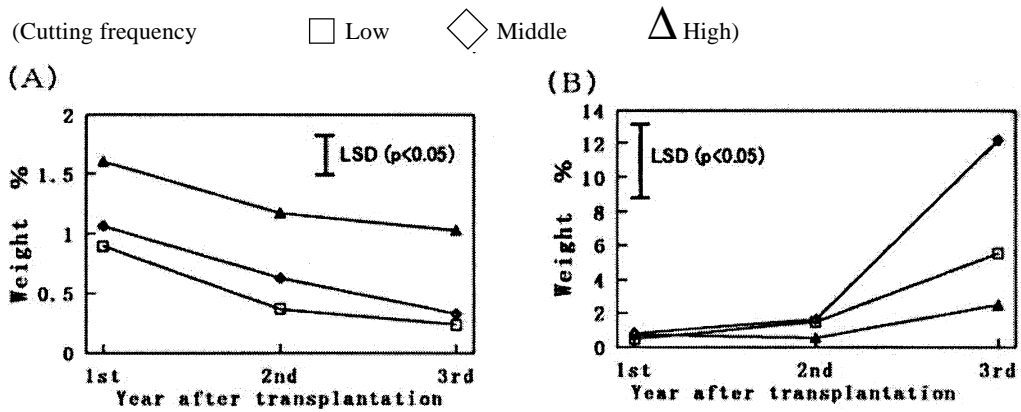 (Cutting frequency □ Low ◇ Middle Δ High)
(A)
2
1.5
1
0.5
0
Weight %
LSD (p<0.05)
1st 2nd 3rd
Year after transplantation
(B)
14
12
10
8
6
4
2
0
Weight %
LSD (p<0.05)
1st 2nd 3rd
Year after transplantation